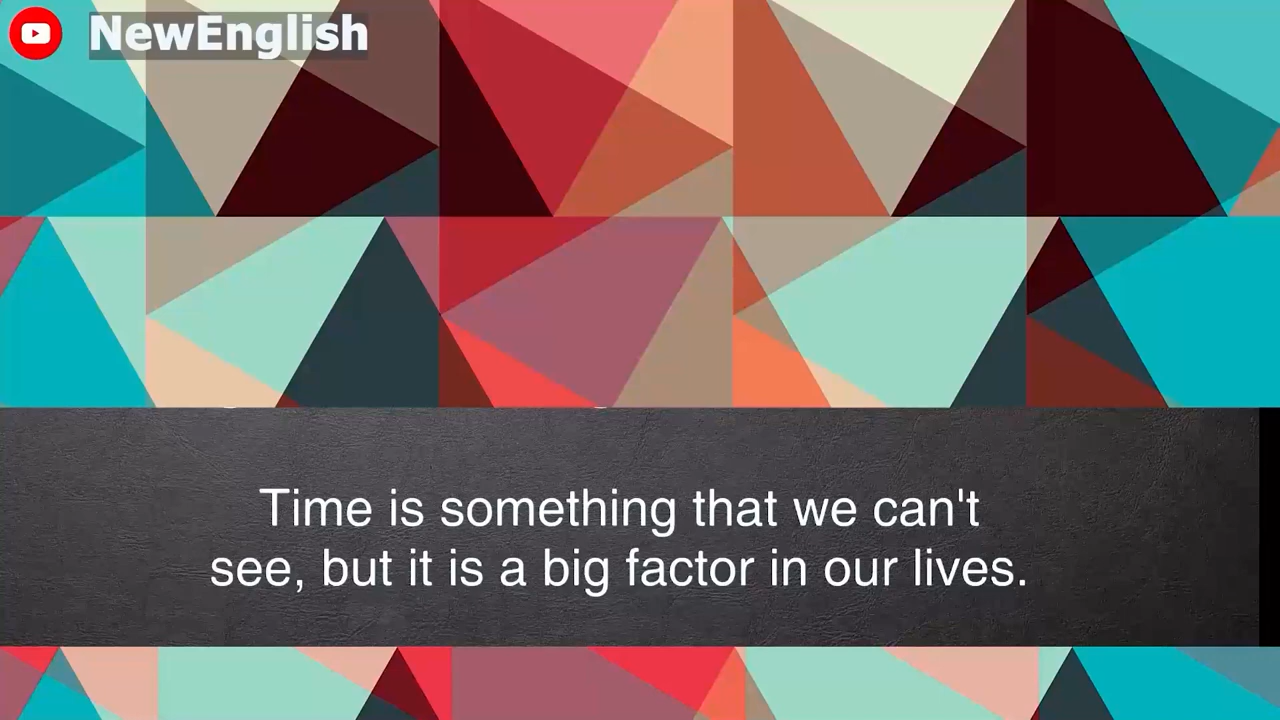 NewEnglish
Time is something that we can't
see, but it is a big factor in our lives.